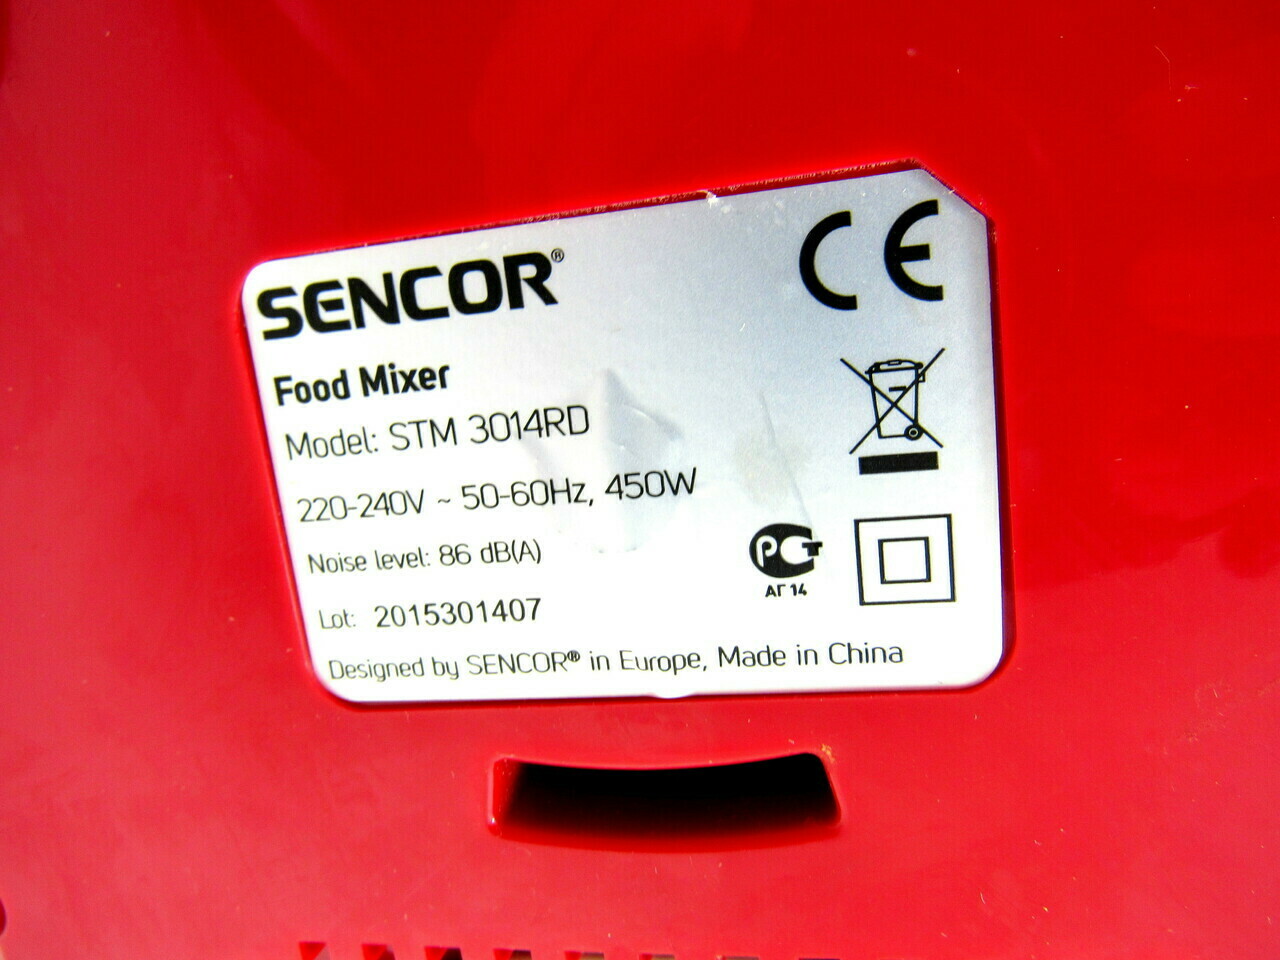 SENCOR®
CE
Food Mixer
Model: STM 3014RD
220-240V ~ 50-60Hz, 450W
Noise level: 86 dB(A)
РСТ
АГ 14
Lot: 2015301407
Designed by SENCOR® in Europe, Made in China